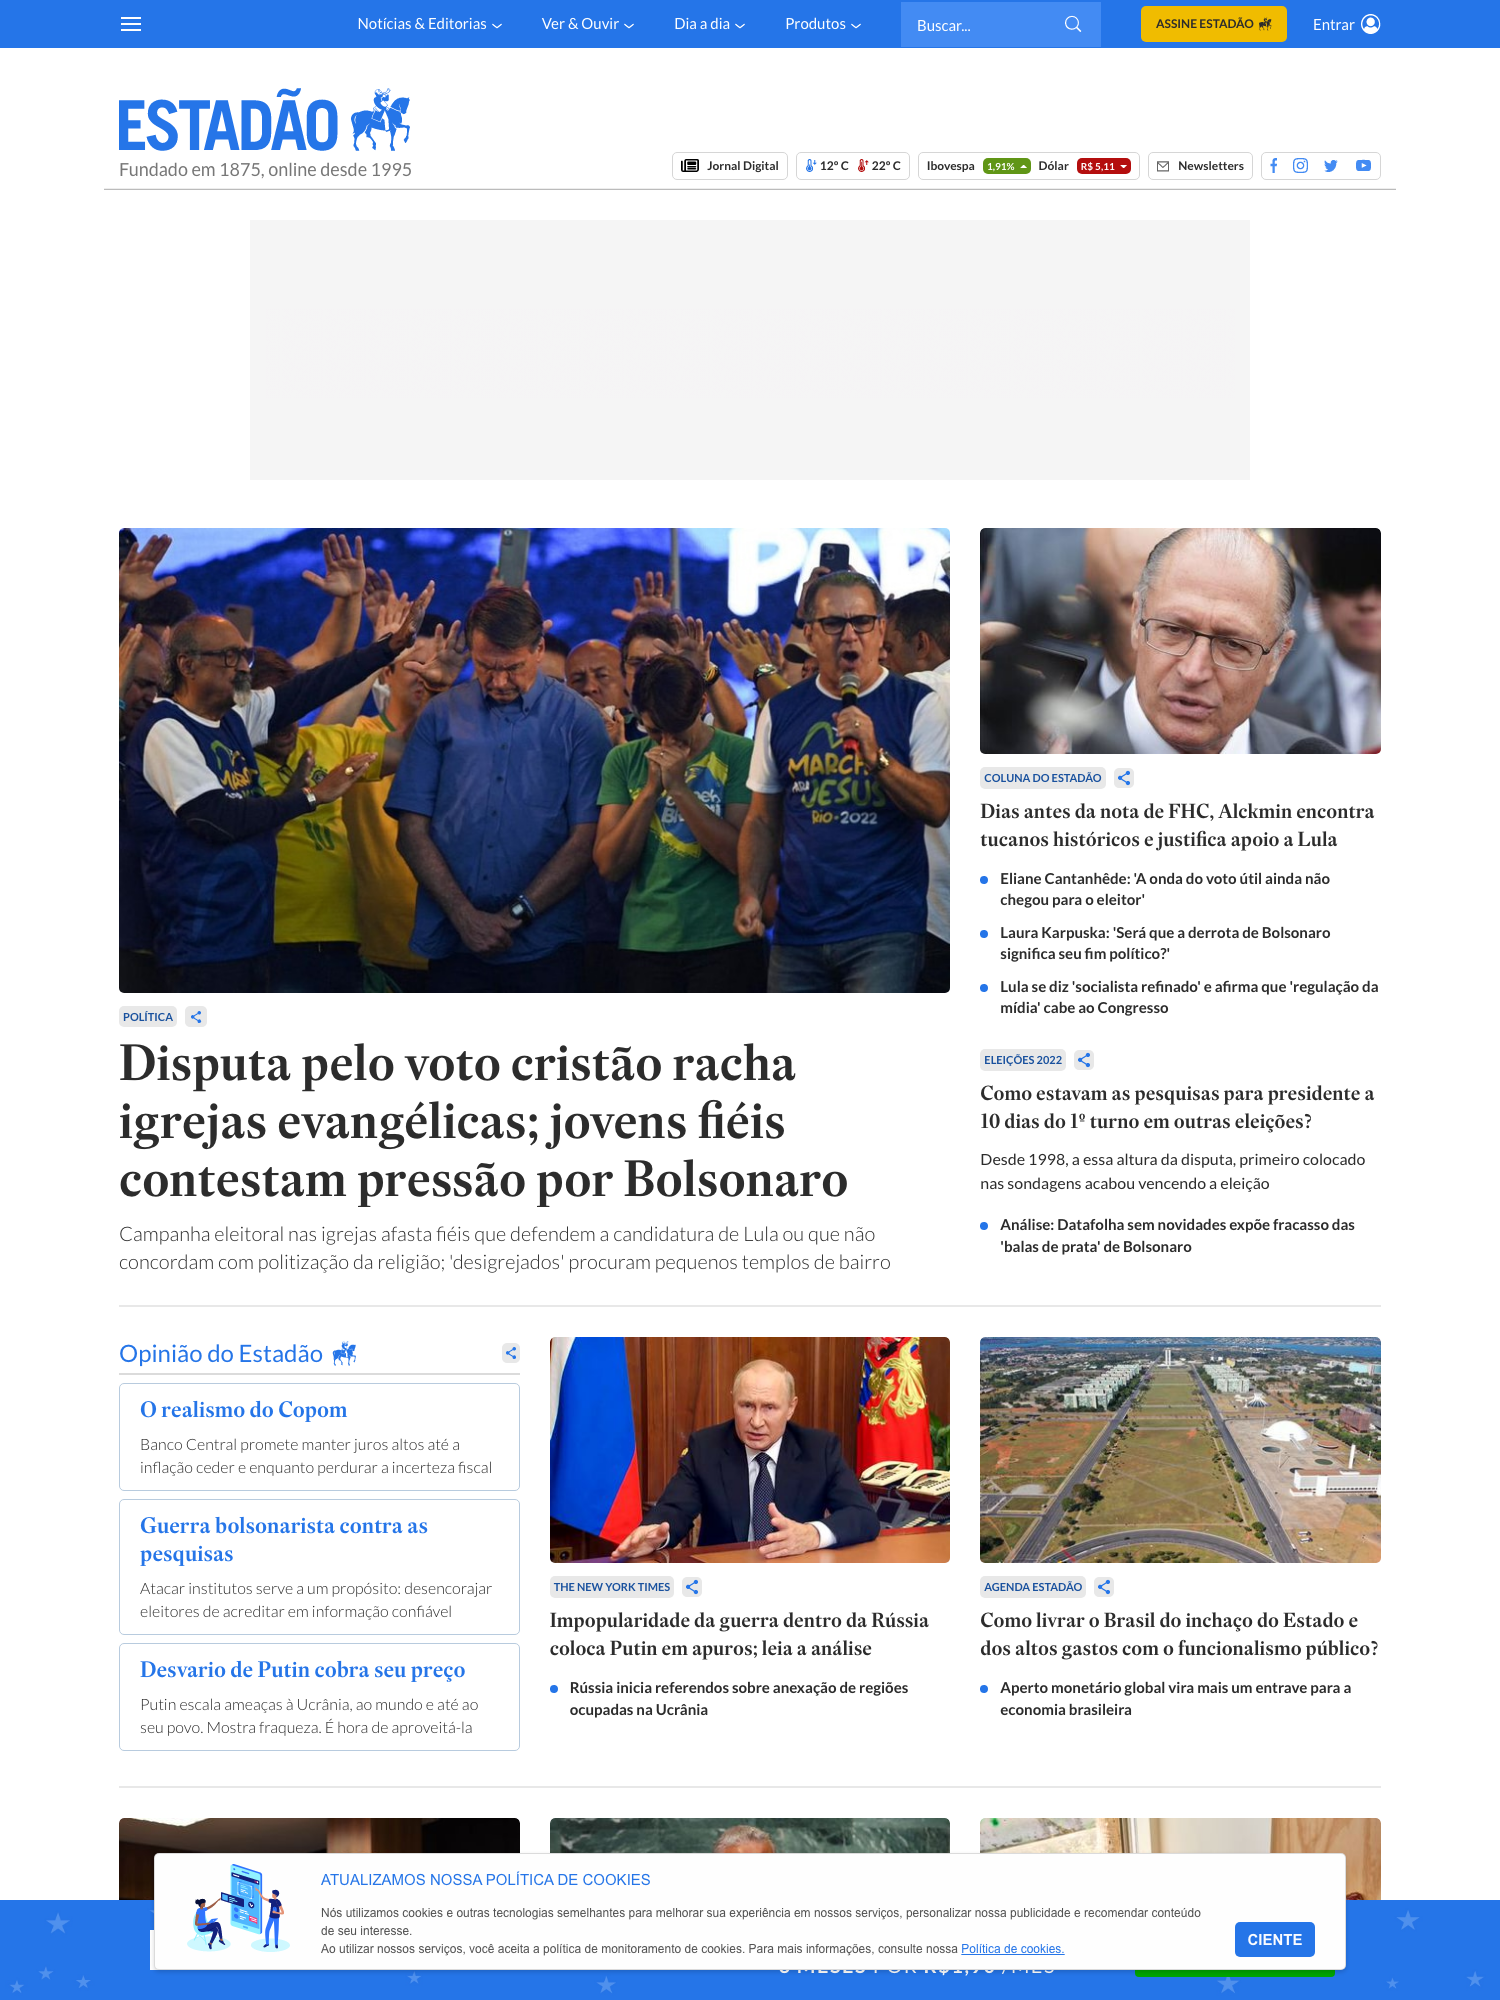 Notícias & Editorias
Ver & Ouvir
Dia a dia
Produtos
Buscar...
ASSINE ESTADÃO
Entrar
ESTADÃO
Fundado em 1875, online desde 1995
Jornal Digital
12° C
22° C
Ibovespa
1,91%
Dólar
R$ 5,11
Newsletters
MARCHA
PARA
JESUS
RIO • 2022
POLÍTICA
Disputa pelo voto cristão racha
igrejas evangélicas; jovens fiéis
contestam pressão por Bolsonaro
Campanha eleitoral nas igrejas afasta fiéis que defendem a candidatura de Lula ou que não
concordam com politização da religião; 'desigrejados' procuram pequenos templos de bairro
COLUNA DO ESTADÃO
Dias antes da nota de FHC, Alckmin encontra
tucanos históricos e justifica apoio a Lula
Eliane Cantanhêde: 'A onda do voto útil ainda não
chegou para o eleitor'
Laura Karpuska: 'Será que a derrota de Bolsonaro
significa seu fim político?'
Lula se diz 'socialista refinado' e afirma que 'regulação da
mídia' cabe ao Congresso
ELEIÇÕES 2022
Como estavam as pesquisas para presidente a
10 dias do 1º turno em outras eleições?
Desde 1998, a essa altura da disputa, primeiro colocado
nas sondagens acabou vencendo a eleição
Análise: Datafolha sem novidades expõe fracasso das
'balas de prata' de Bolsonaro
Opinião do Estadão
O realismo do Copom
Banco Central promete manter juros altos até a
inflação ceder e enquanto perdurar a incerteza fiscal
Guerra bolsonarista contra as
pesquisas
Atacar institutos serve a um propósito: desencorajar
eleitores de acreditar em informação confiável
Desvario de Putin cobra seu preço
Putin escala ameaças à Ucrânia, ao mundo e até ao
seu povo. Mostra fraqueza. É hora de aproveitá-la
THE NEW YORK TIMES
Impopularidade da guerra dentro da Rússia
coloca Putin em apuros; leia a análise
Rússia inicia referendos sobre anexação de regiões
ocupadas na Ucrânia
AGENDA ESTADÃO
Como livrar o Brasil do inchaço do Estado e
dos altos gastos com o funcionalismo público?
Aperto monetário global vira mais um entrave para a
economia brasileira
ATUALIZAMOS NOSSA POLÍTICA DE COOKIES
Nós utilizamos cookies e outras tecnologias semelhantes para melhorar sua experiência em nossos serviços, personalizar nossa publicidade e recomendar conteúdo
de seu interesse.
Ao utilizar nossos serviços, você aceita a política de monitoramento de cookies. Para mais informações, consulte nossa Política de cookies.
CIENTE